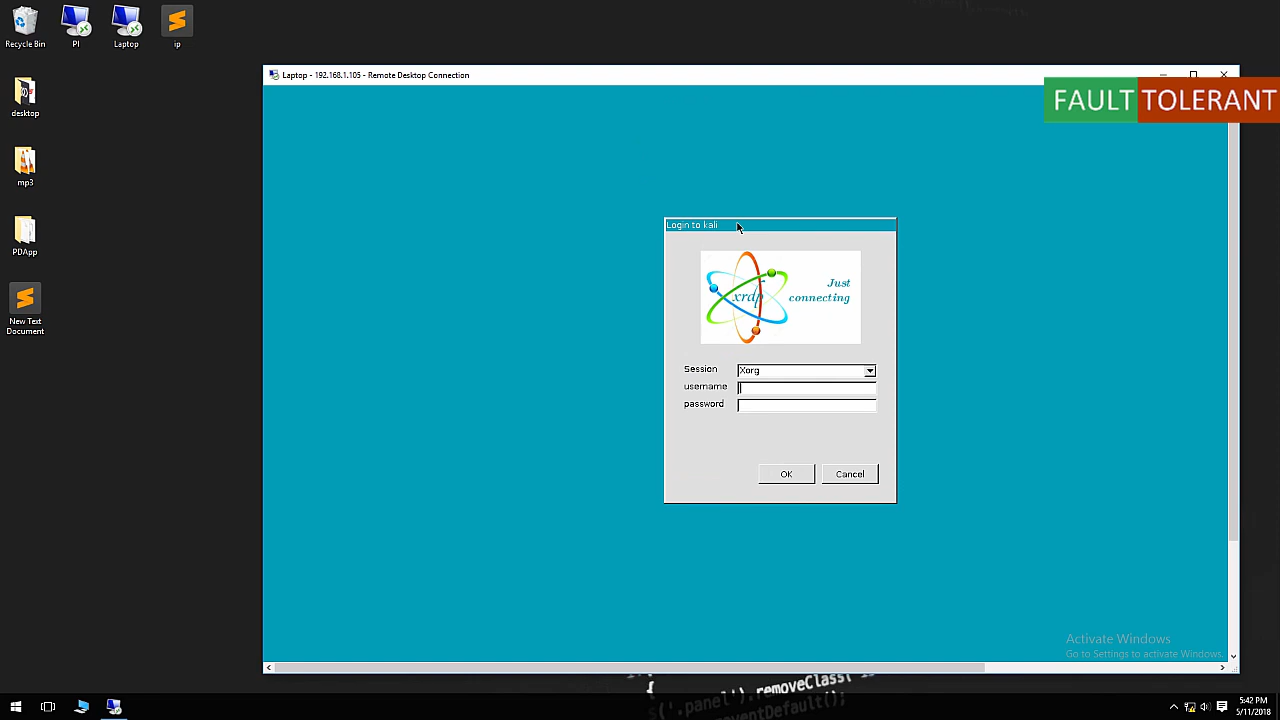 Recycle Bin
PI
Laptop
ip
desktop
mp3
PDApp
New Text
Document
Laptop - 192.168.1.105 - Remote Desktop Connection
FAULT TOLERANT
Login to kali
xrdp
Just
connecting
Session
Xorg
username
password
OK
Cancel
Activate Windows
Go to Settings to activate Windows.
{ .panel').removeClass(
5:42 PM
5/11/2018